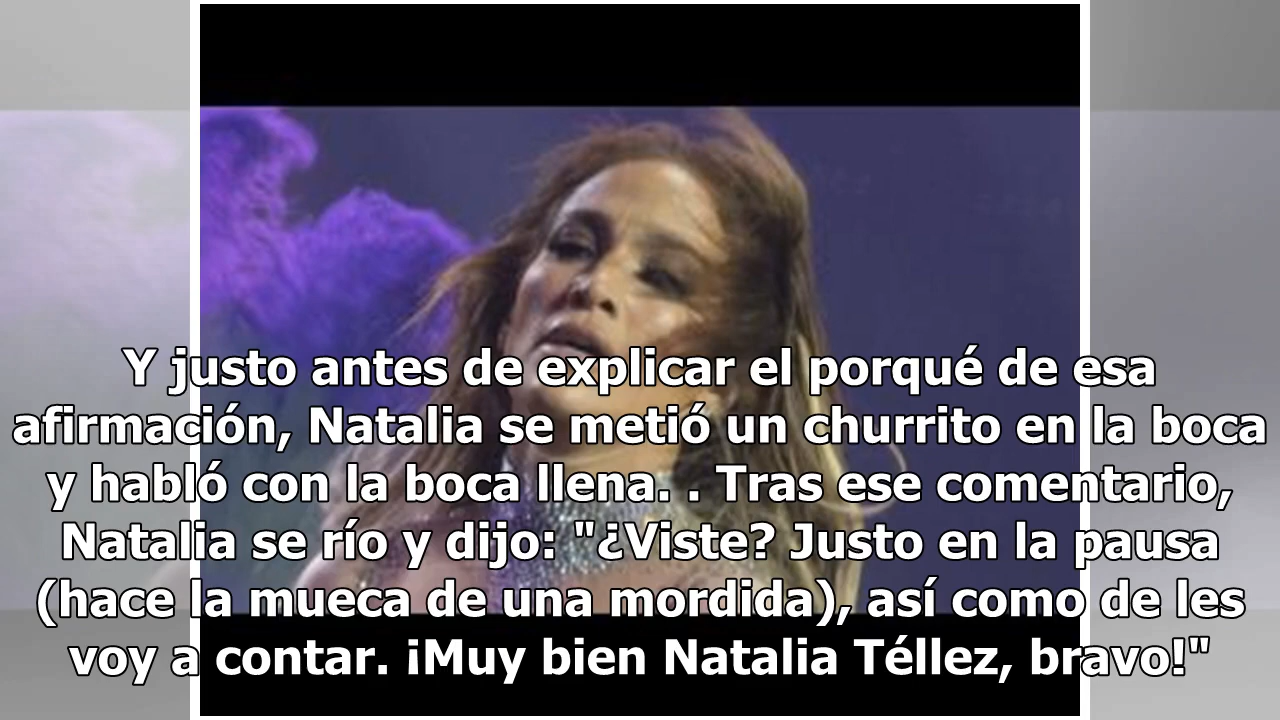 Y justo antes de explicar el porqué de esa
afirmación, Natalia se metió un churrito en la boca
y habló con la boca llena. . Tras ese comentario,
Natalia se río y dijo: "¿Viste? Justo en la pausa
(hace la mueca de una mordida), así como de les
voy a contar. ¡Muy bien Natalia Téllez, bravo!"